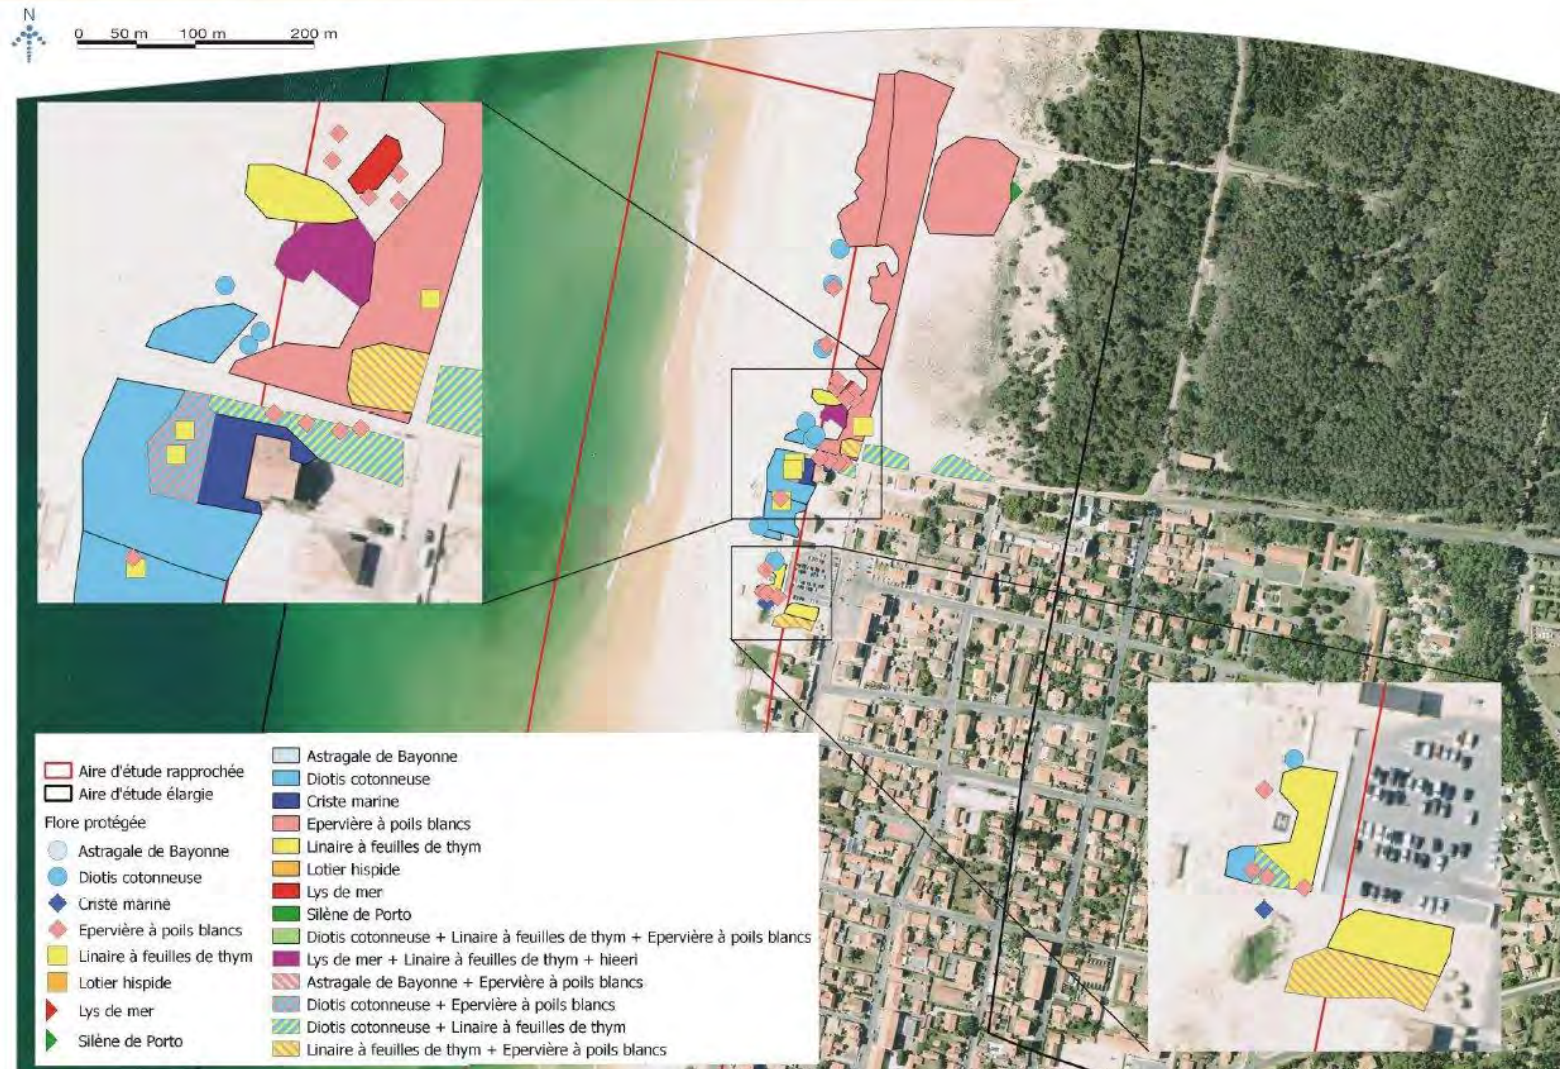 N
0 50 m 100 m 200 m
Aire d'étude rapprochée
Aire d'étude élargie
Flore protégée
Astragale de Bayonne
Diotis cotonneuse
Criste marine
Epervière à poils blancs
Linaire à feuilles de thym
Lotier hispide
Lys de mer
Silène de Porto
Astragale de Bayonne
Diotis cotonneuse
Criste marine
Epervière à poils blancs
Linaire à feuilles de thym
Lotier hispide
Lys de mer
Silène de Porto
Diotis cotonneuse + Linaire à feuilles de thym + Epervière à poils blancs
Lys de mer + Linaire à feuilles de thym + hieeri
Astragale de Bayonne + Epervière à poils blancs
Diotis cotonneuse + Epervière à poils blancs
Diotis cotonneuse + Linaire à feuilles de thym
Linaire à feuilles de thym + Epervière à poils blancs